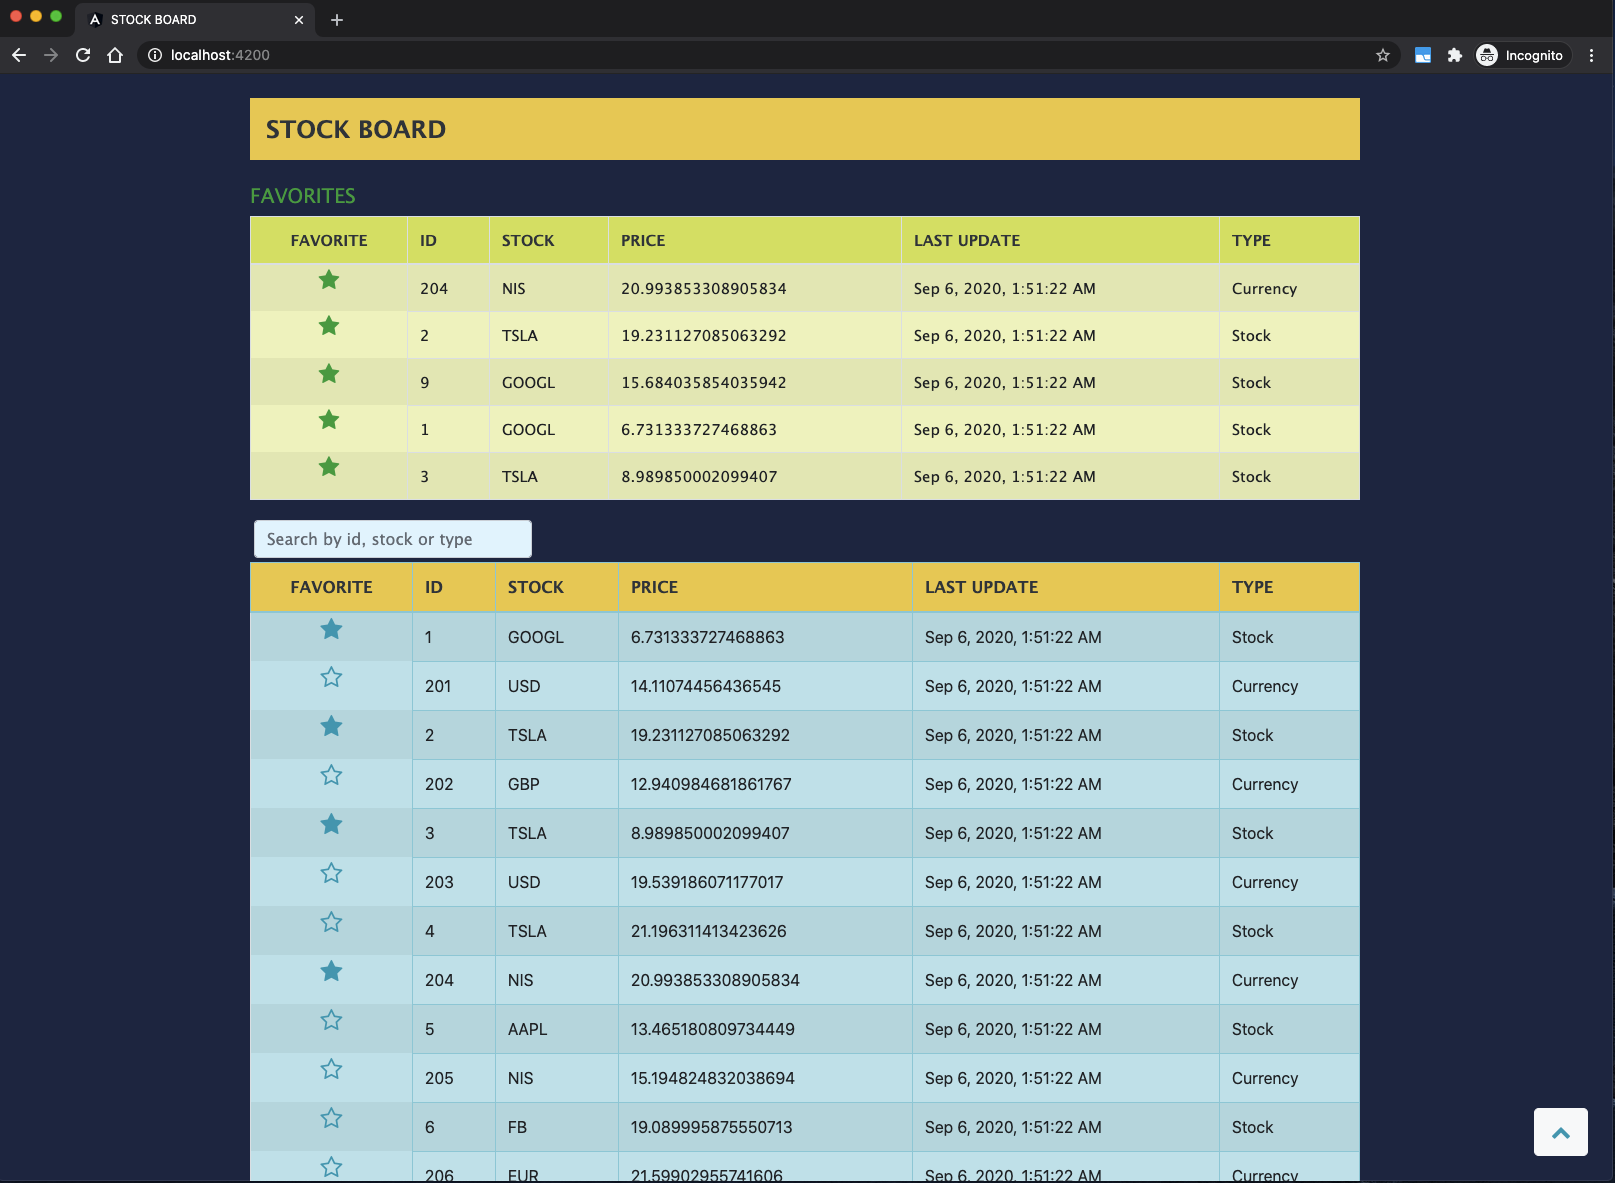 STOCK BOARD
localhost:4200
Incognito
STOCK BOARD
FAVORITES
FAVORITE ID STOCK PRICE LAST UPDATE TYPE
204 NIS 20.993853308905834 Sep 6, 2020, 1:51:22 AM Currency
2 TSLA 19.231127085063292 Sep 6, 2020, 1:51:22 AM Stock
9 GOOGL 15.684035854035942 Sep 6, 2020, 1:51:22 AM Stock
1 GOOGL 6.731333727468863 Sep 6, 2020, 1:51:22 AM Stock
3 TSLA 8.989850002099407 Sep 6, 2020, 1:51:22 AM Stock
Search by id, stock or type
FAVORITE ID STOCK PRICE LAST UPDATE TYPE
1 GOOGL 6.731333727468863 Sep 6, 2020, 1:51:22 AM Stock
201 USD 14.11074456436545 Sep 6, 2020, 1:51:22 AM Currency
2 TSLA 19.231127085063292 Sep 6, 2020, 1:51:22 AM Stock
202 GBP 12.940984681861767 Sep 6, 2020, 1:51:22 AM Currency
3 TSLA 8.989850002099407 Sep 6, 2020, 1:51:22 AM Stock
203 USD 19.539186071177017 Sep 6, 2020, 1:51:22 AM Currency
4 TSLA 21.196311413423626 Sep 6, 2020, 1:51:22 AM Stock
204 NIS 20.993853308905834 Sep 6, 2020, 1:51:22 AM Currency
5 AAPL 13.465180809734449 Sep 6, 2020, 1:51:22 AM Stock
205 NIS 15.194824832038694 Sep 6, 2020, 1:51:22 AM Currency
6 FB 19.089995875550713 Sep 6, 2020, 1:51:22 AM Stock
206 EUR 21.59902955741606 Sep 6, 2020, 1:51:22 AM Currency